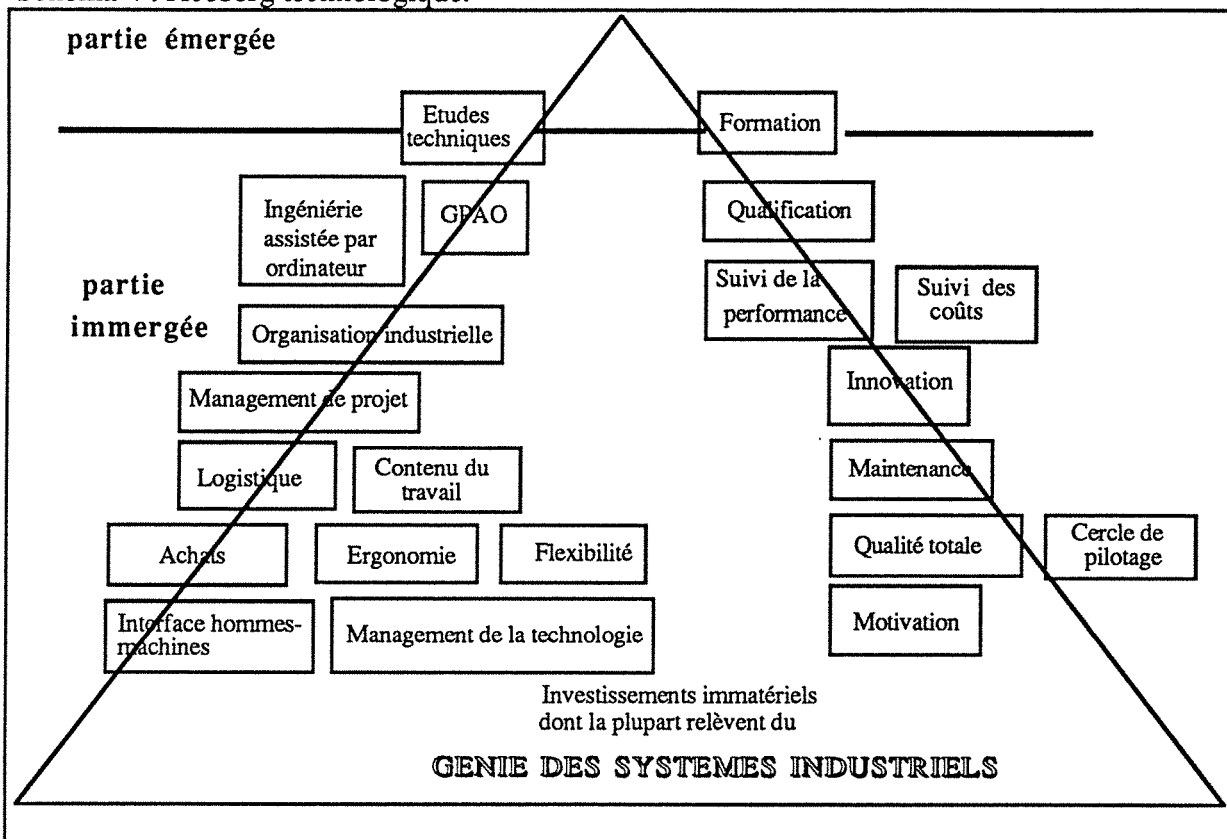 partie émergée
Etudes
techniques
Formation
Ingéniérie
assistée par
ordinateur
GPAO
Qualification
partie
immergée
Suivi de la
performance
Suivi des
coûts
Organisation industrielle
Innovation
Management de projet
Logistique
Contenu du
travail
Maintenance
Achats
Ergonomie
Flexibilité
Qualité totale
Cercle de
pilotage
Interface hommes-
machines
Management de la technologie
Motivation
Investissements immatériels
dont la plupart relèvent du
GENIE DES SYSTEMES INDUSTRIELS